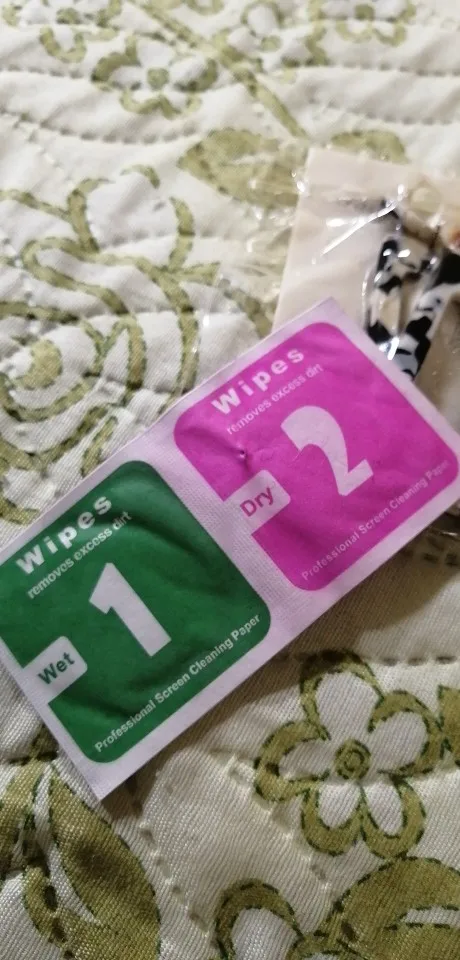 Wipes
removes excess dirt
1
Wet
Professional Screen Cleaning Paper
Wipes
removes excess dirt
2
Dry
Professional Screen Cleaning Paper